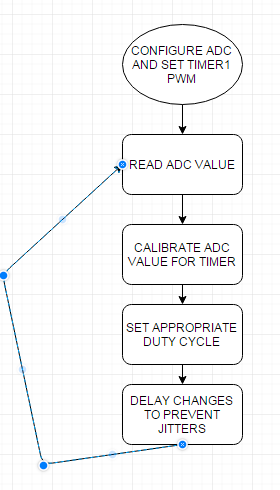 CONFIGURE ADC
AND SET TIMER1
PWM
READ ADC VALUE
CALIBRATE ADC
VALUE FOR TIMER
SET APPROPRIATE
DUTY CYCLE
DELAY CHANGES
TO PREVENT
JITTERS